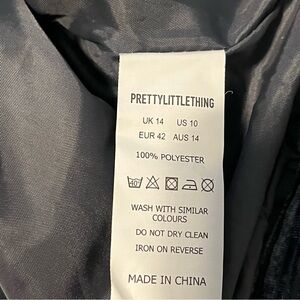 PRETTYLITTLETHING
UK 14 US 10
EUR 42 AUS 14
100% POLYESTER
40°
WASH WITH SIMILAR
COLOURS
DO NOT DRY CLEAN
IRON ON REVERSE
MADE IN CHINA